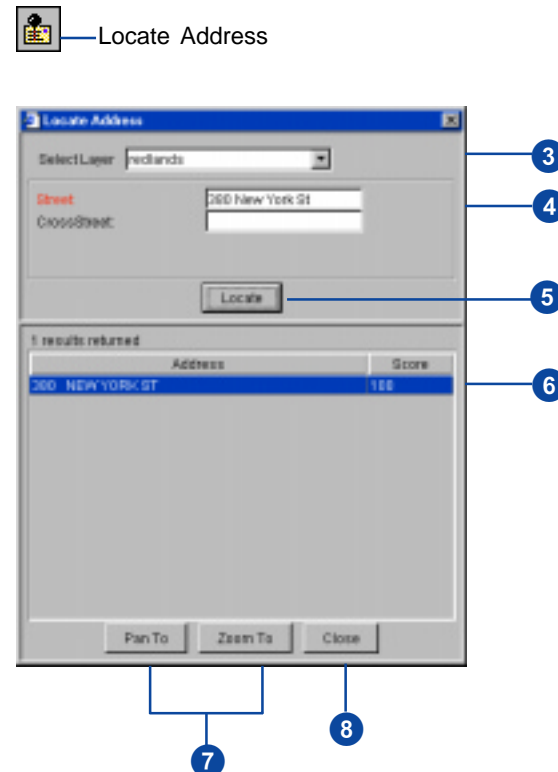 Locate Address
Locate Address
Select Layer redlands
3
Street: 380 New York St
4
CrossStreet:
Locate
5
1 results returned
Address Score
380 NEW YORK ST 100
6
Pan To Zoom To Close
7
8